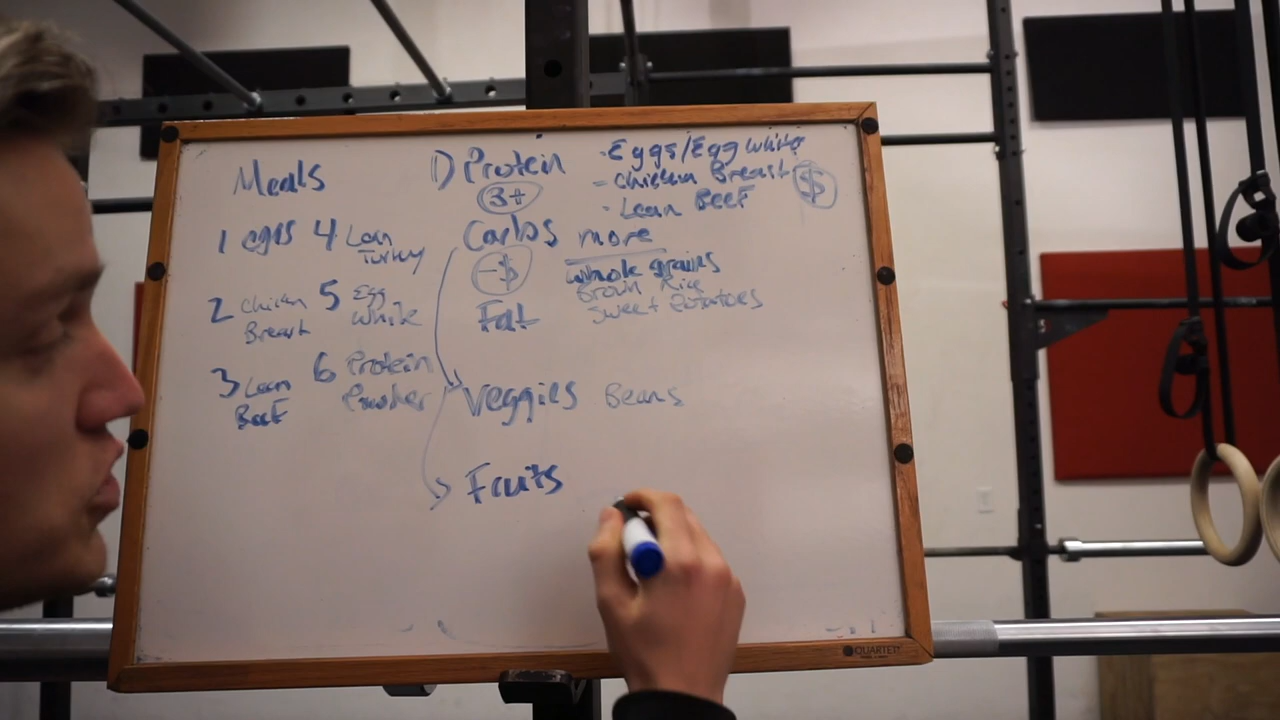 Meals
1 eggs 4 Lean
Turkey
2 Chicken 5 Egg
Breast White
3 Lean 6 Protein
Beef Powder
1) Protein
3+
Carbs more
-$
Fat
Veggies Beans
Fruits
-Eggs/Egg white
- chicken Breast $
- Lean Beef
whole grains
Brown Rice
Sweet Potatoes
QUARTET